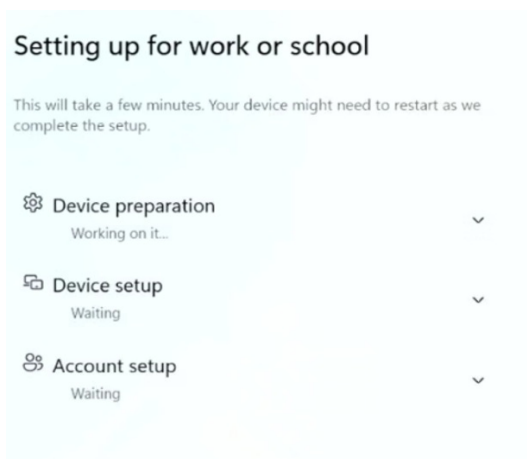 Setting up for work or school
This will take a few minutes. Your device might need to restart as we
complete the setup.
Device preparation
Working on it...
Device setup
Waiting
Account setup
Waiting